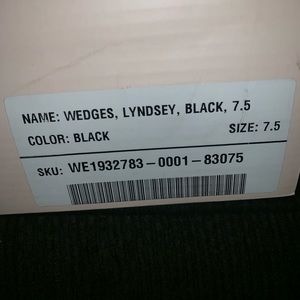 NAME: WEDGES, LYNDSEY, BLACK, 7.5
COLOR: BLACK SIZE: 7.5
SKU: WE1932783-0001-83075